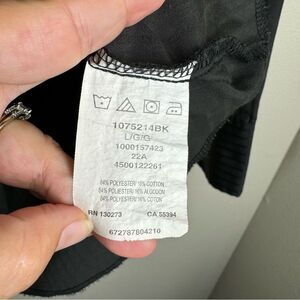 1075214BK
L/G/G
1000157423
22A
4500122261
84% POLYESTER/ 16% COTTON
84% POLIESTER/ 16% ALGODON
84% POLYESTER/ 16% COTON
RN 130273 CA 55394
672787804210